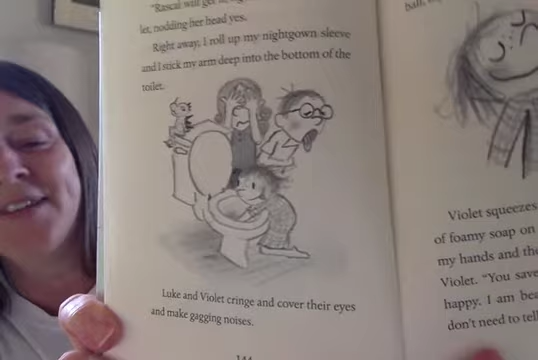 "Rascal will get
let, nodding her head yes.
Right away, I roll up my nightgown sleeve
and I stick my arm deep into the bottom of the
toilet.
Luke and Violet cringe and cover their eyes
and make gagging noises.
144
ball,
Violet squeezes
of foamy soap on
my hands and the
Violet. "You save
happy. I am bea
don't need to tell